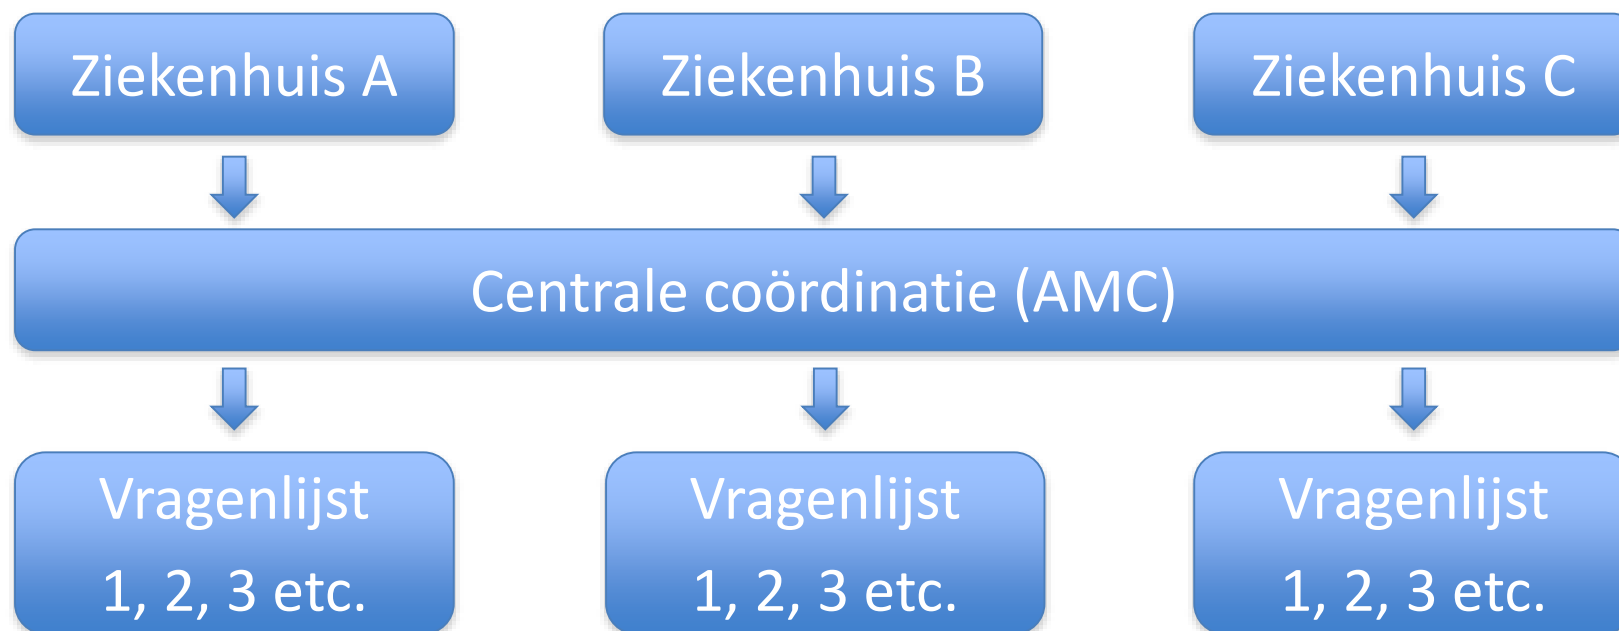 Ziekenhuis A
Ziekenhuis B
Ziekenhuis C
Centrale coördinatie (AMC)
Vragenlijst
1, 2, 3 etc.
Vragenlijst
1, 2, 3 etc.
Vragenlijst
1, 2, 3 etc.